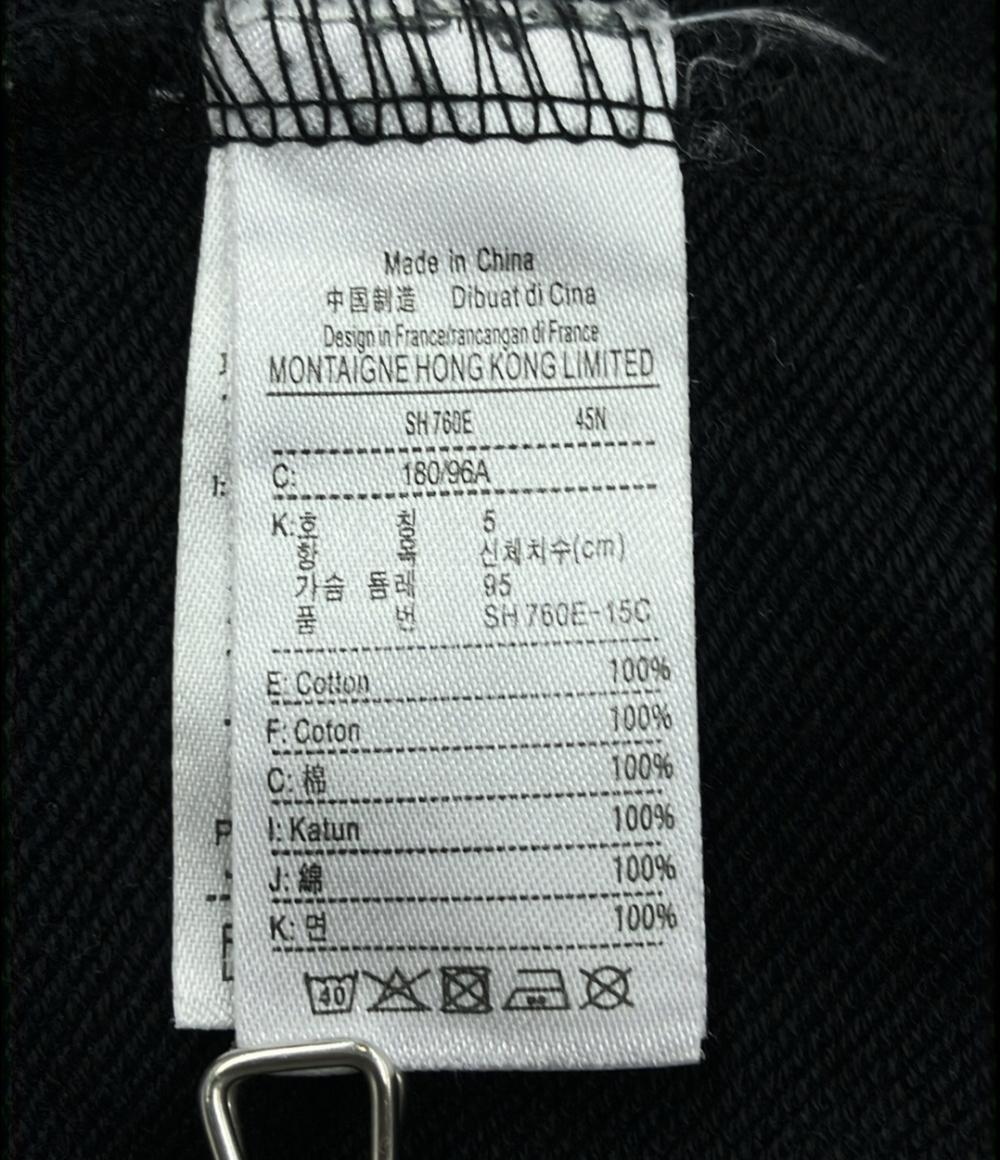 Made in China
中国制造 Dibuat di Cina
Design in France/rancangan di France
MONTAIGNE HONG KONG LIMITED
SH 760E 45N
C: 180/96A
K: 호 칭 5
항 목 신체치수(cm)
가슴 둘레 95
품 번 SH 760E-15C
E: Cotton 100%
F: Coton 100%
C: 棉 100%
I: Katun 100%
J: 綿 100%
K: 면 100%
40